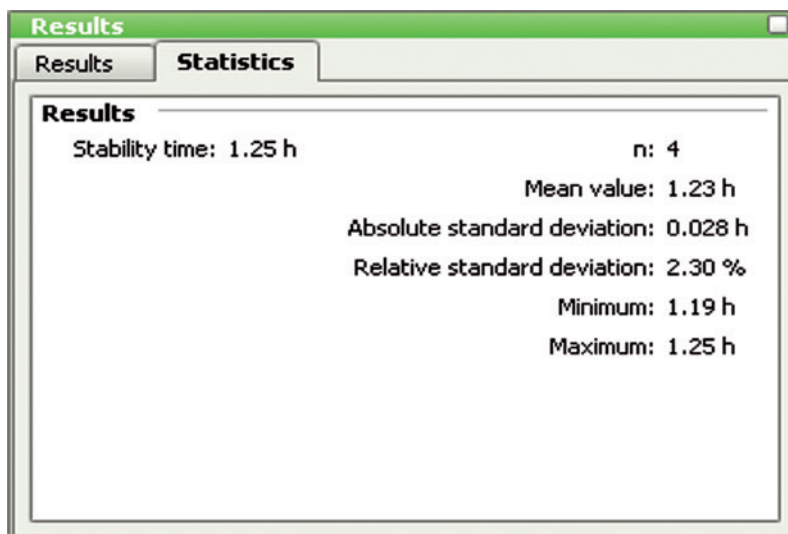 Results
Results Statistics
Results
Stability time: 1.25 h n: 4
Mean value: 1.23 h
Absolute standard deviation: 0.028 h
Relative standard deviation: 2.30 %
Minimum: 1.19 h
Maximum: 1.25 h